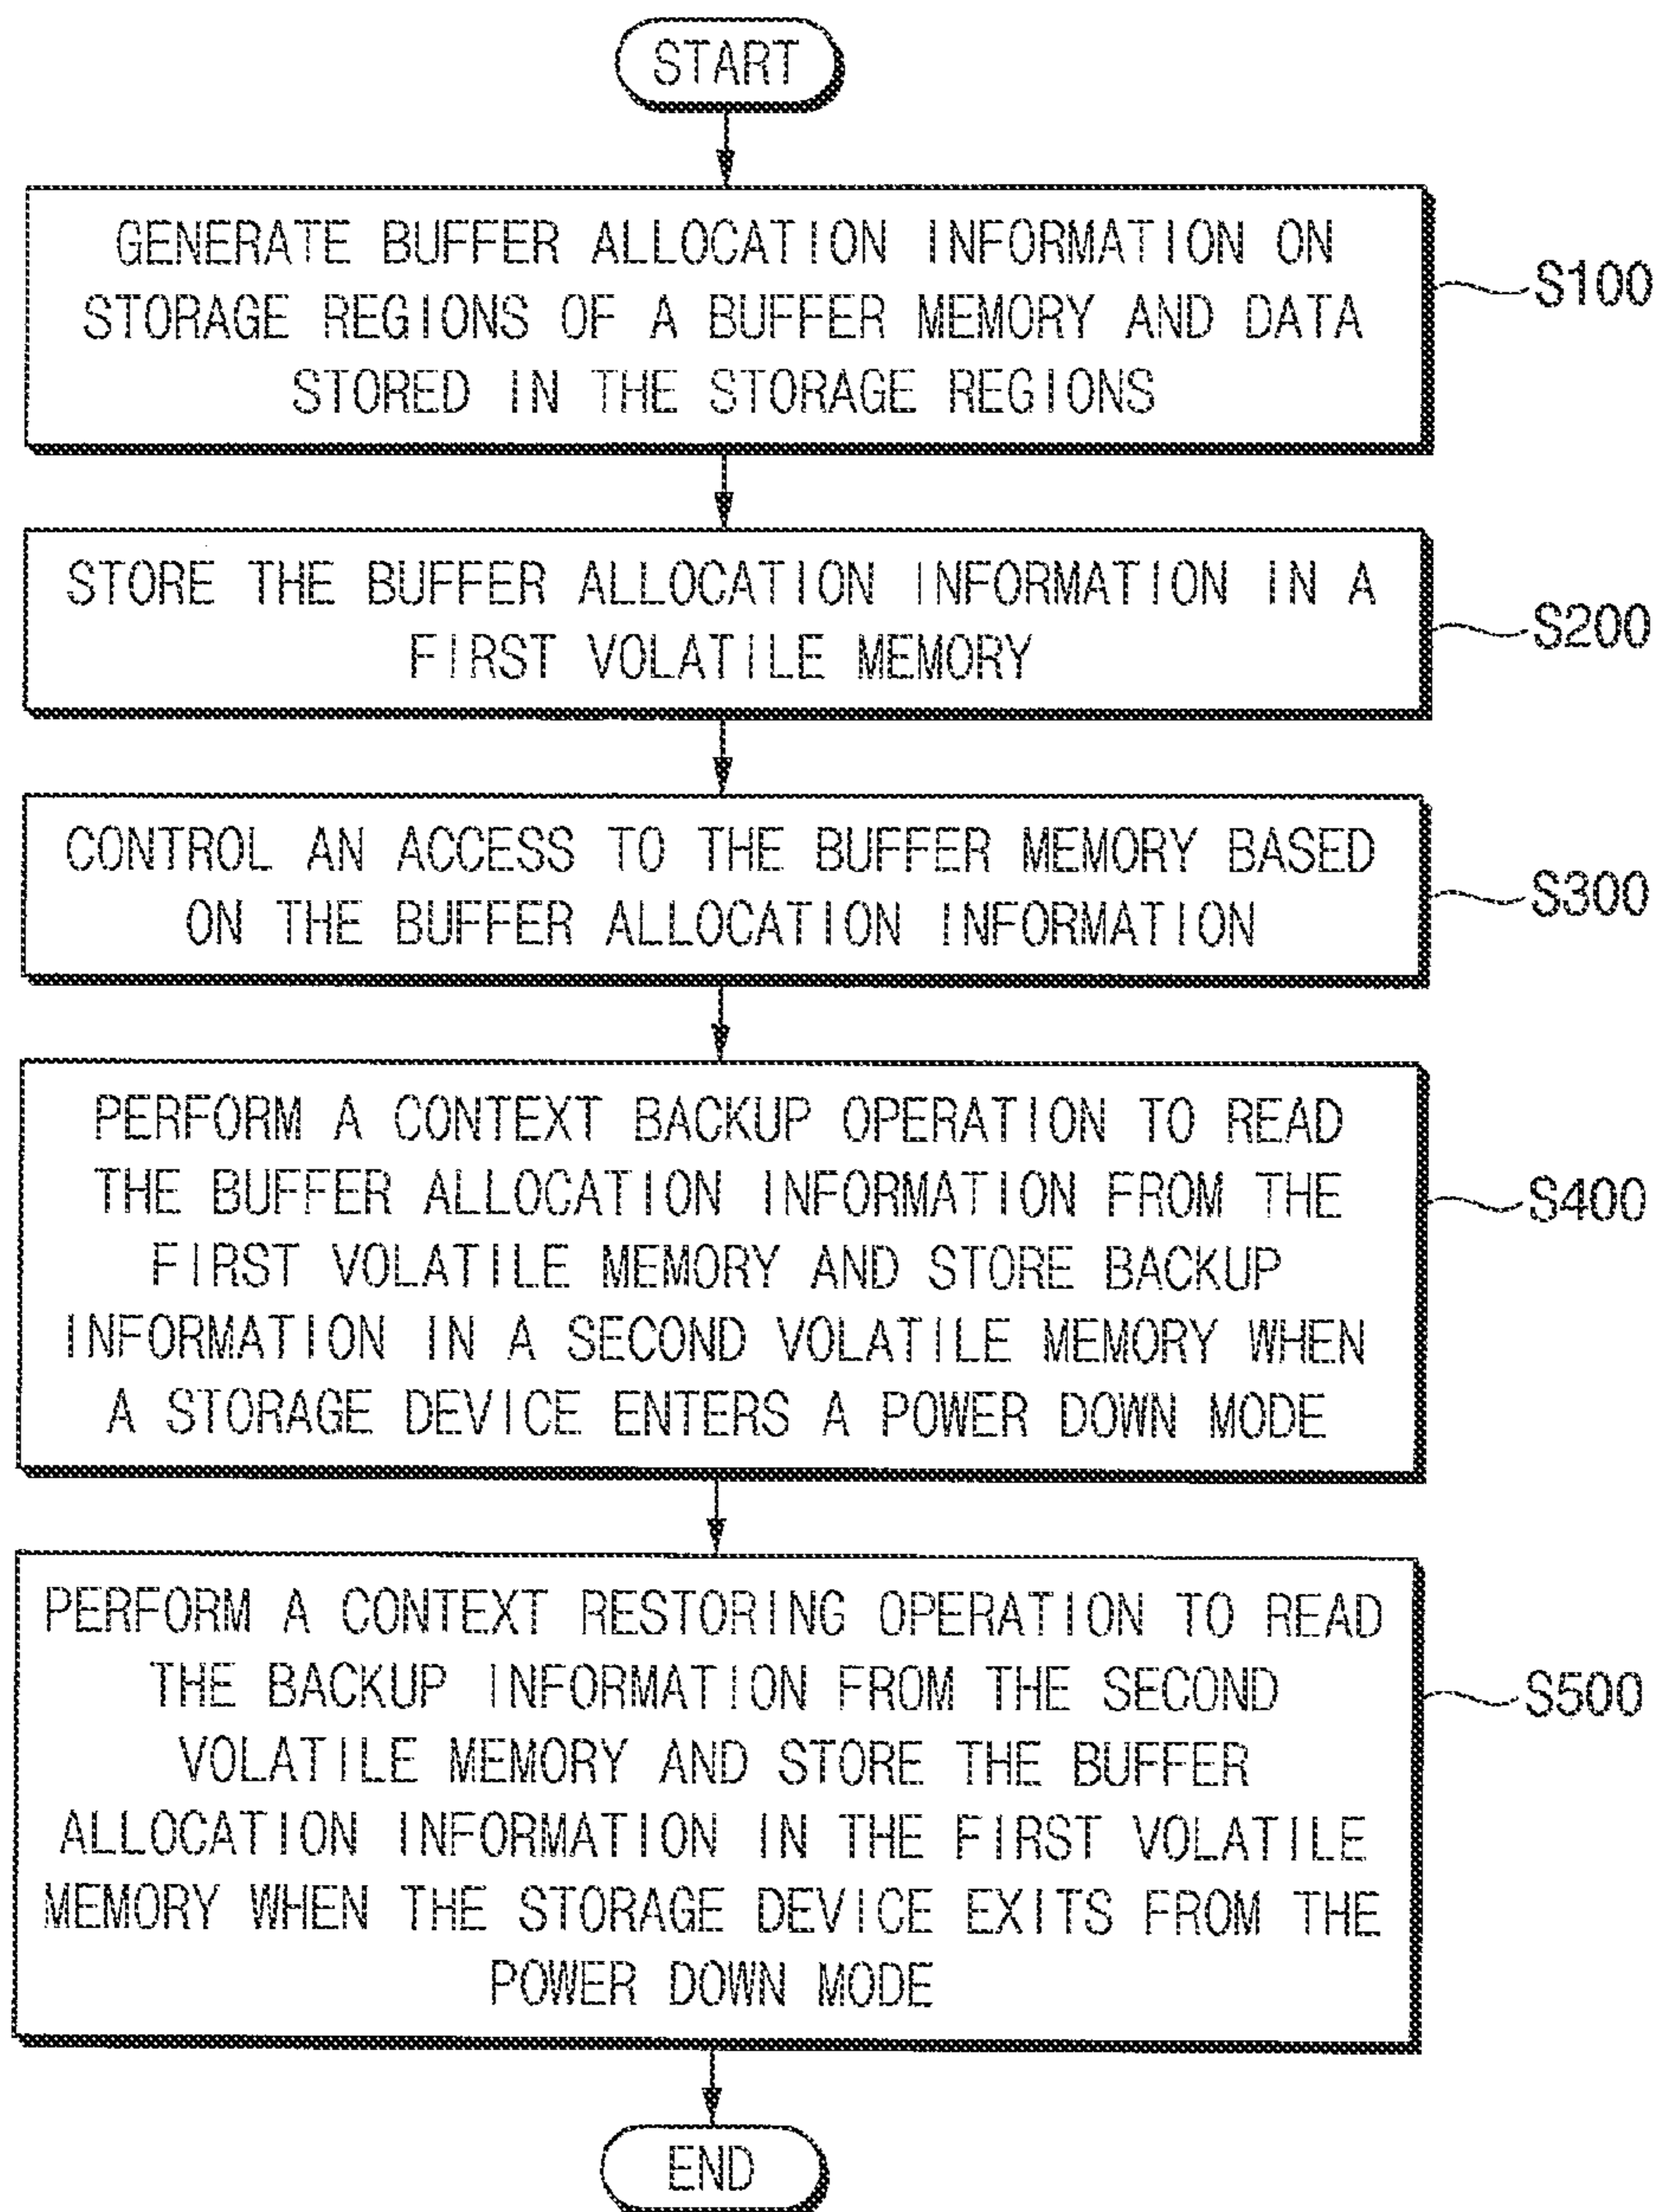 START
GENERATE BUFFER ALLOCATION INFORMATION ON
STORAGE REGIONS OF A BUFFER MEMORY AND DATA
STORED IN THE STORAGE REGIONS
S100
STORE THE BUFFER ALLOCATION INFORMATION IN A
FIRST VOLATILE MEMORY
S200
CONTROL AN ACCESS TO THE BUFFER MEMORY BASED
ON THE BUFFER ALLOCATION INFORMATION
S300
PERFORM A CONTEXT BACKUP OPERATION TO READ
THE BUFFER ALLOCATION INFORMATION FROM THE
FIRST VOLATILE MEMORY AND STORE BACKUP
INFORMATION IN A SECOND VOLATILE MEMORY WHEN
A STORAGE DEVICE ENTERS A POWER DOWN MODE
S400
PERFORM A CONTEXT RESTORING OPERATION TO READ
THE BACKUP INFORMATION FROM THE SECOND
VOLATILE MEMORY AND STORE THE BUFFER
ALLOCATION INFORMATION IN THE FIRST VOLATILE
MEMORY WHEN THE STORAGE DEVICE EXITS FROM THE
POWER DOWN MODE
S500
END